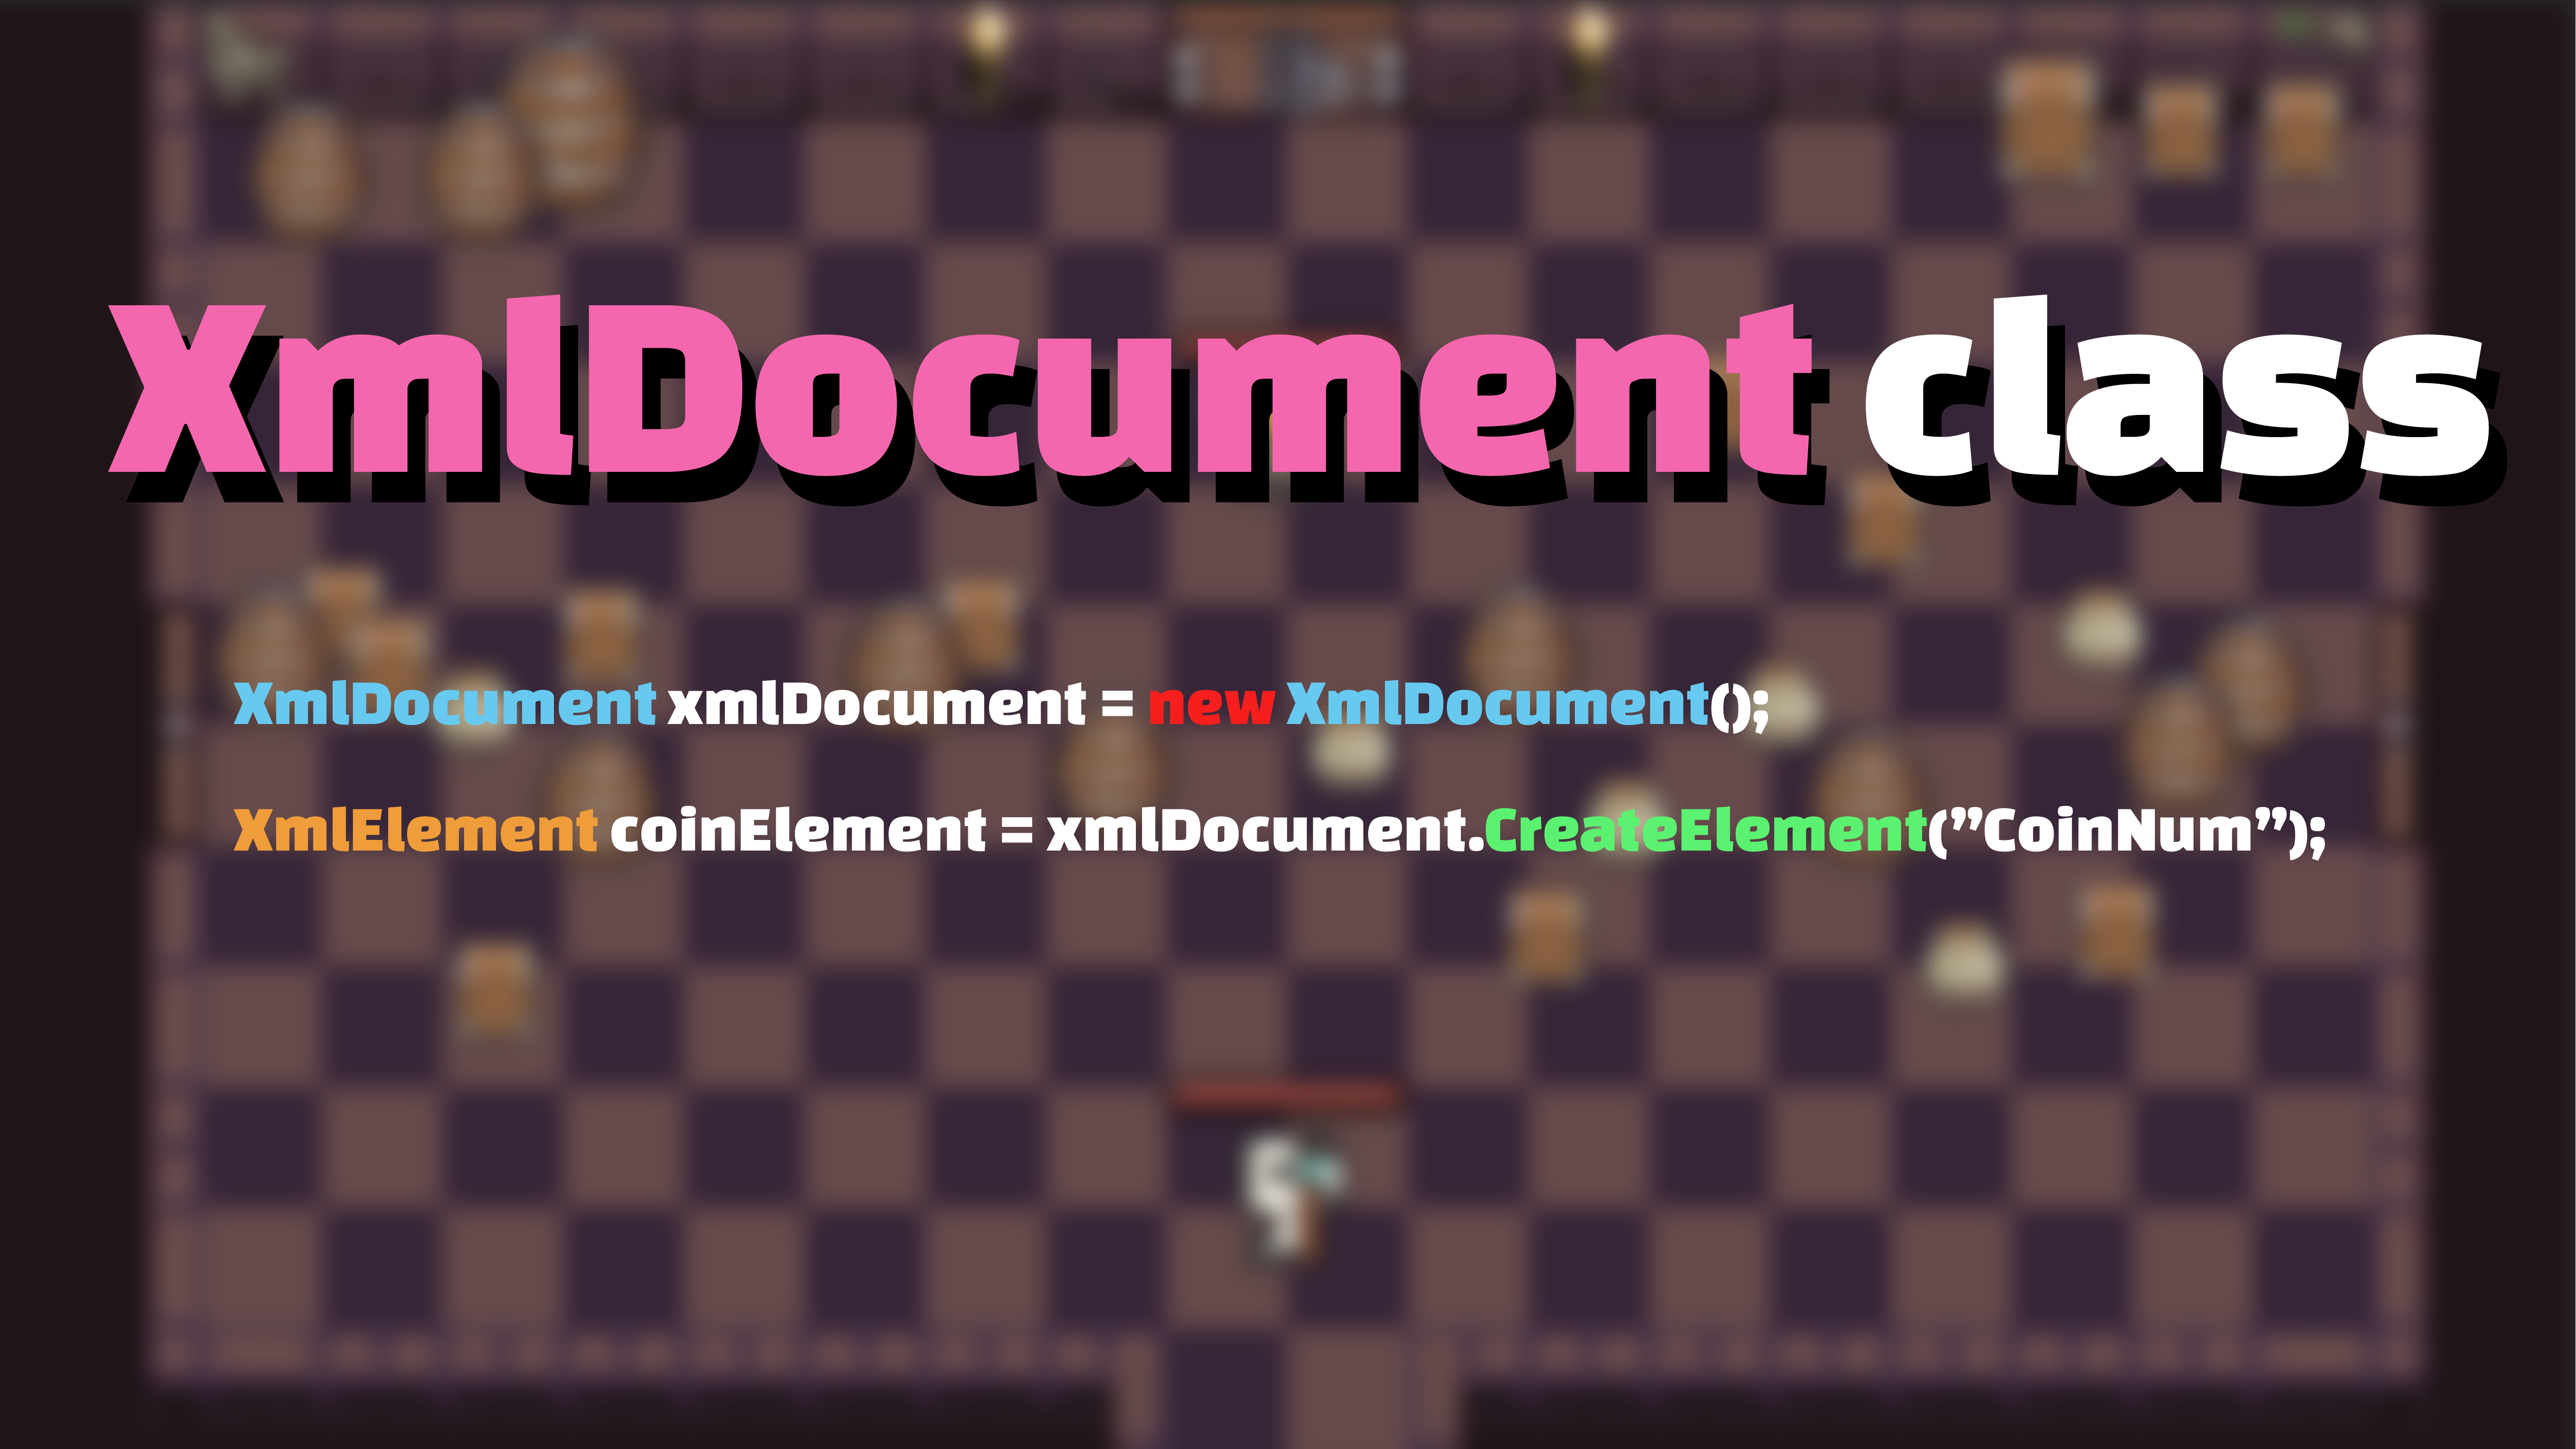 XmlDocument class
XmlDocument xmlDocument = new XmlDocument();
XmlElement coinElement = xmlDocument.CreateElement(”CoinNum”);